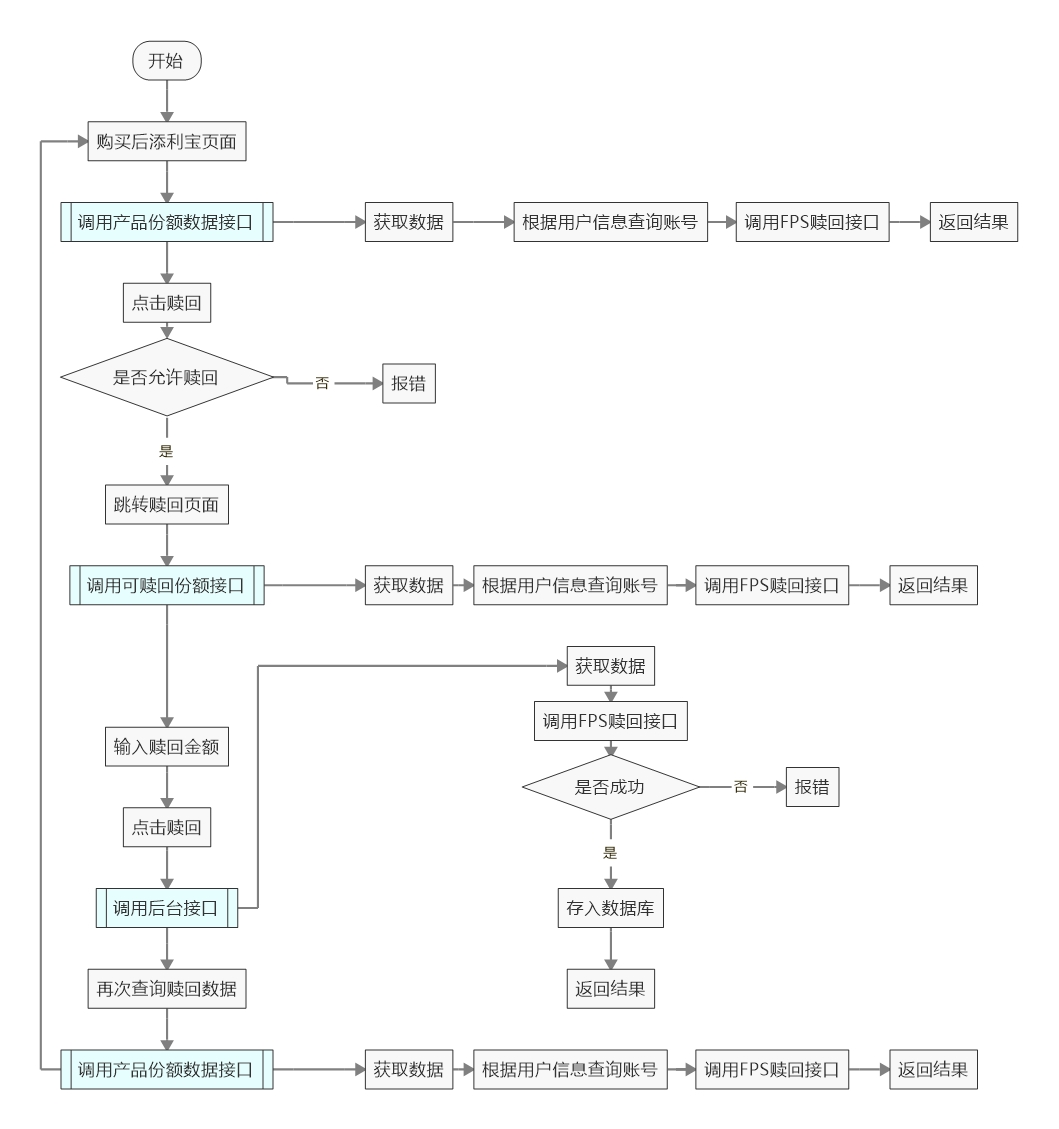 开始
购买后添利宝页面
调用产品份额数据接口
获取数据
根据用户信息查询账号
调用FPS赎回接口
返回结果
点击赎回
是否允许赎回
否
报错
是
跳转赎回页面
调用可赎回份额接口
获取数据
根据用户信息查询账号
调用FPS赎回接口
返回结果
获取数据
调用FPS赎回接口
输入赎回金额
是否成功
否
报错
点击赎回
是
调用后台接口
存入数据库
再次查询赎回数据
返回结果
调用产品份额数据接口
获取数据
根据用户信息查询账号
调用FPS赎回接口
返回结果